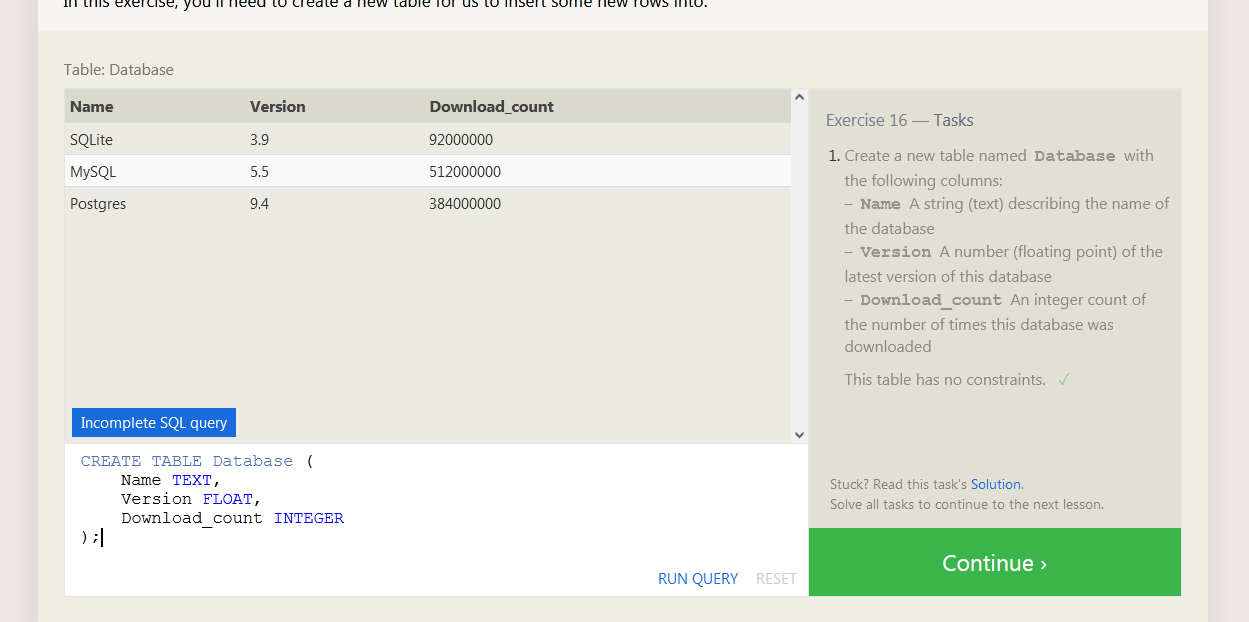 In this exercise, you'll need to create a new table for us to insert some new rows into.
Table: Database
Name Version Download_count
SQLite 3.9 92000000
MySQL 5.5 512000000
Postgres 9.4 384000000
Incomplete SQL query
CREATE TABLE Database (
    Name TEXT,
    Version FLOAT,
    Download_count INTEGER
);
RUN QUERY RESET
Exercise 16 — Tasks
1. Create a new table named Database with
the following columns:
– Name A string (text) describing the name of
the database
– Version A number (floating point) of the
latest version of this database
– Download_count An integer count of
the number of times this database was
downloaded
This table has no constraints. ✓
Stuck? Read this task's Solution.
Solve all tasks to continue to the next lesson.
Continue ›